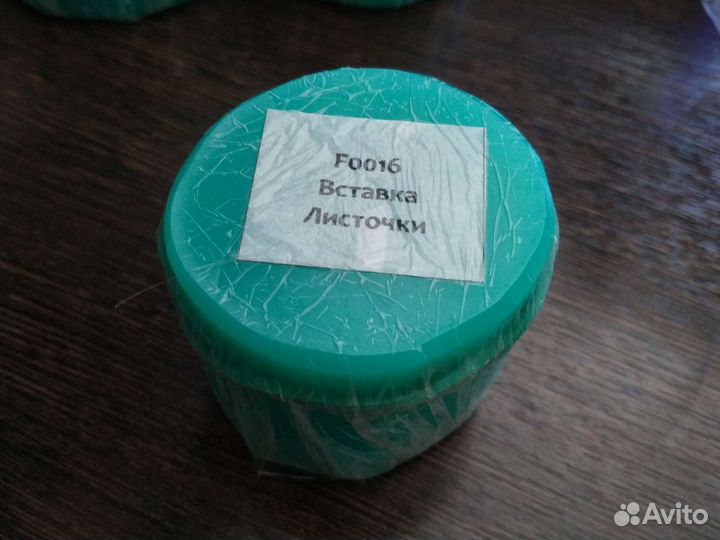 F0016
Вставка
Листочки
Avito